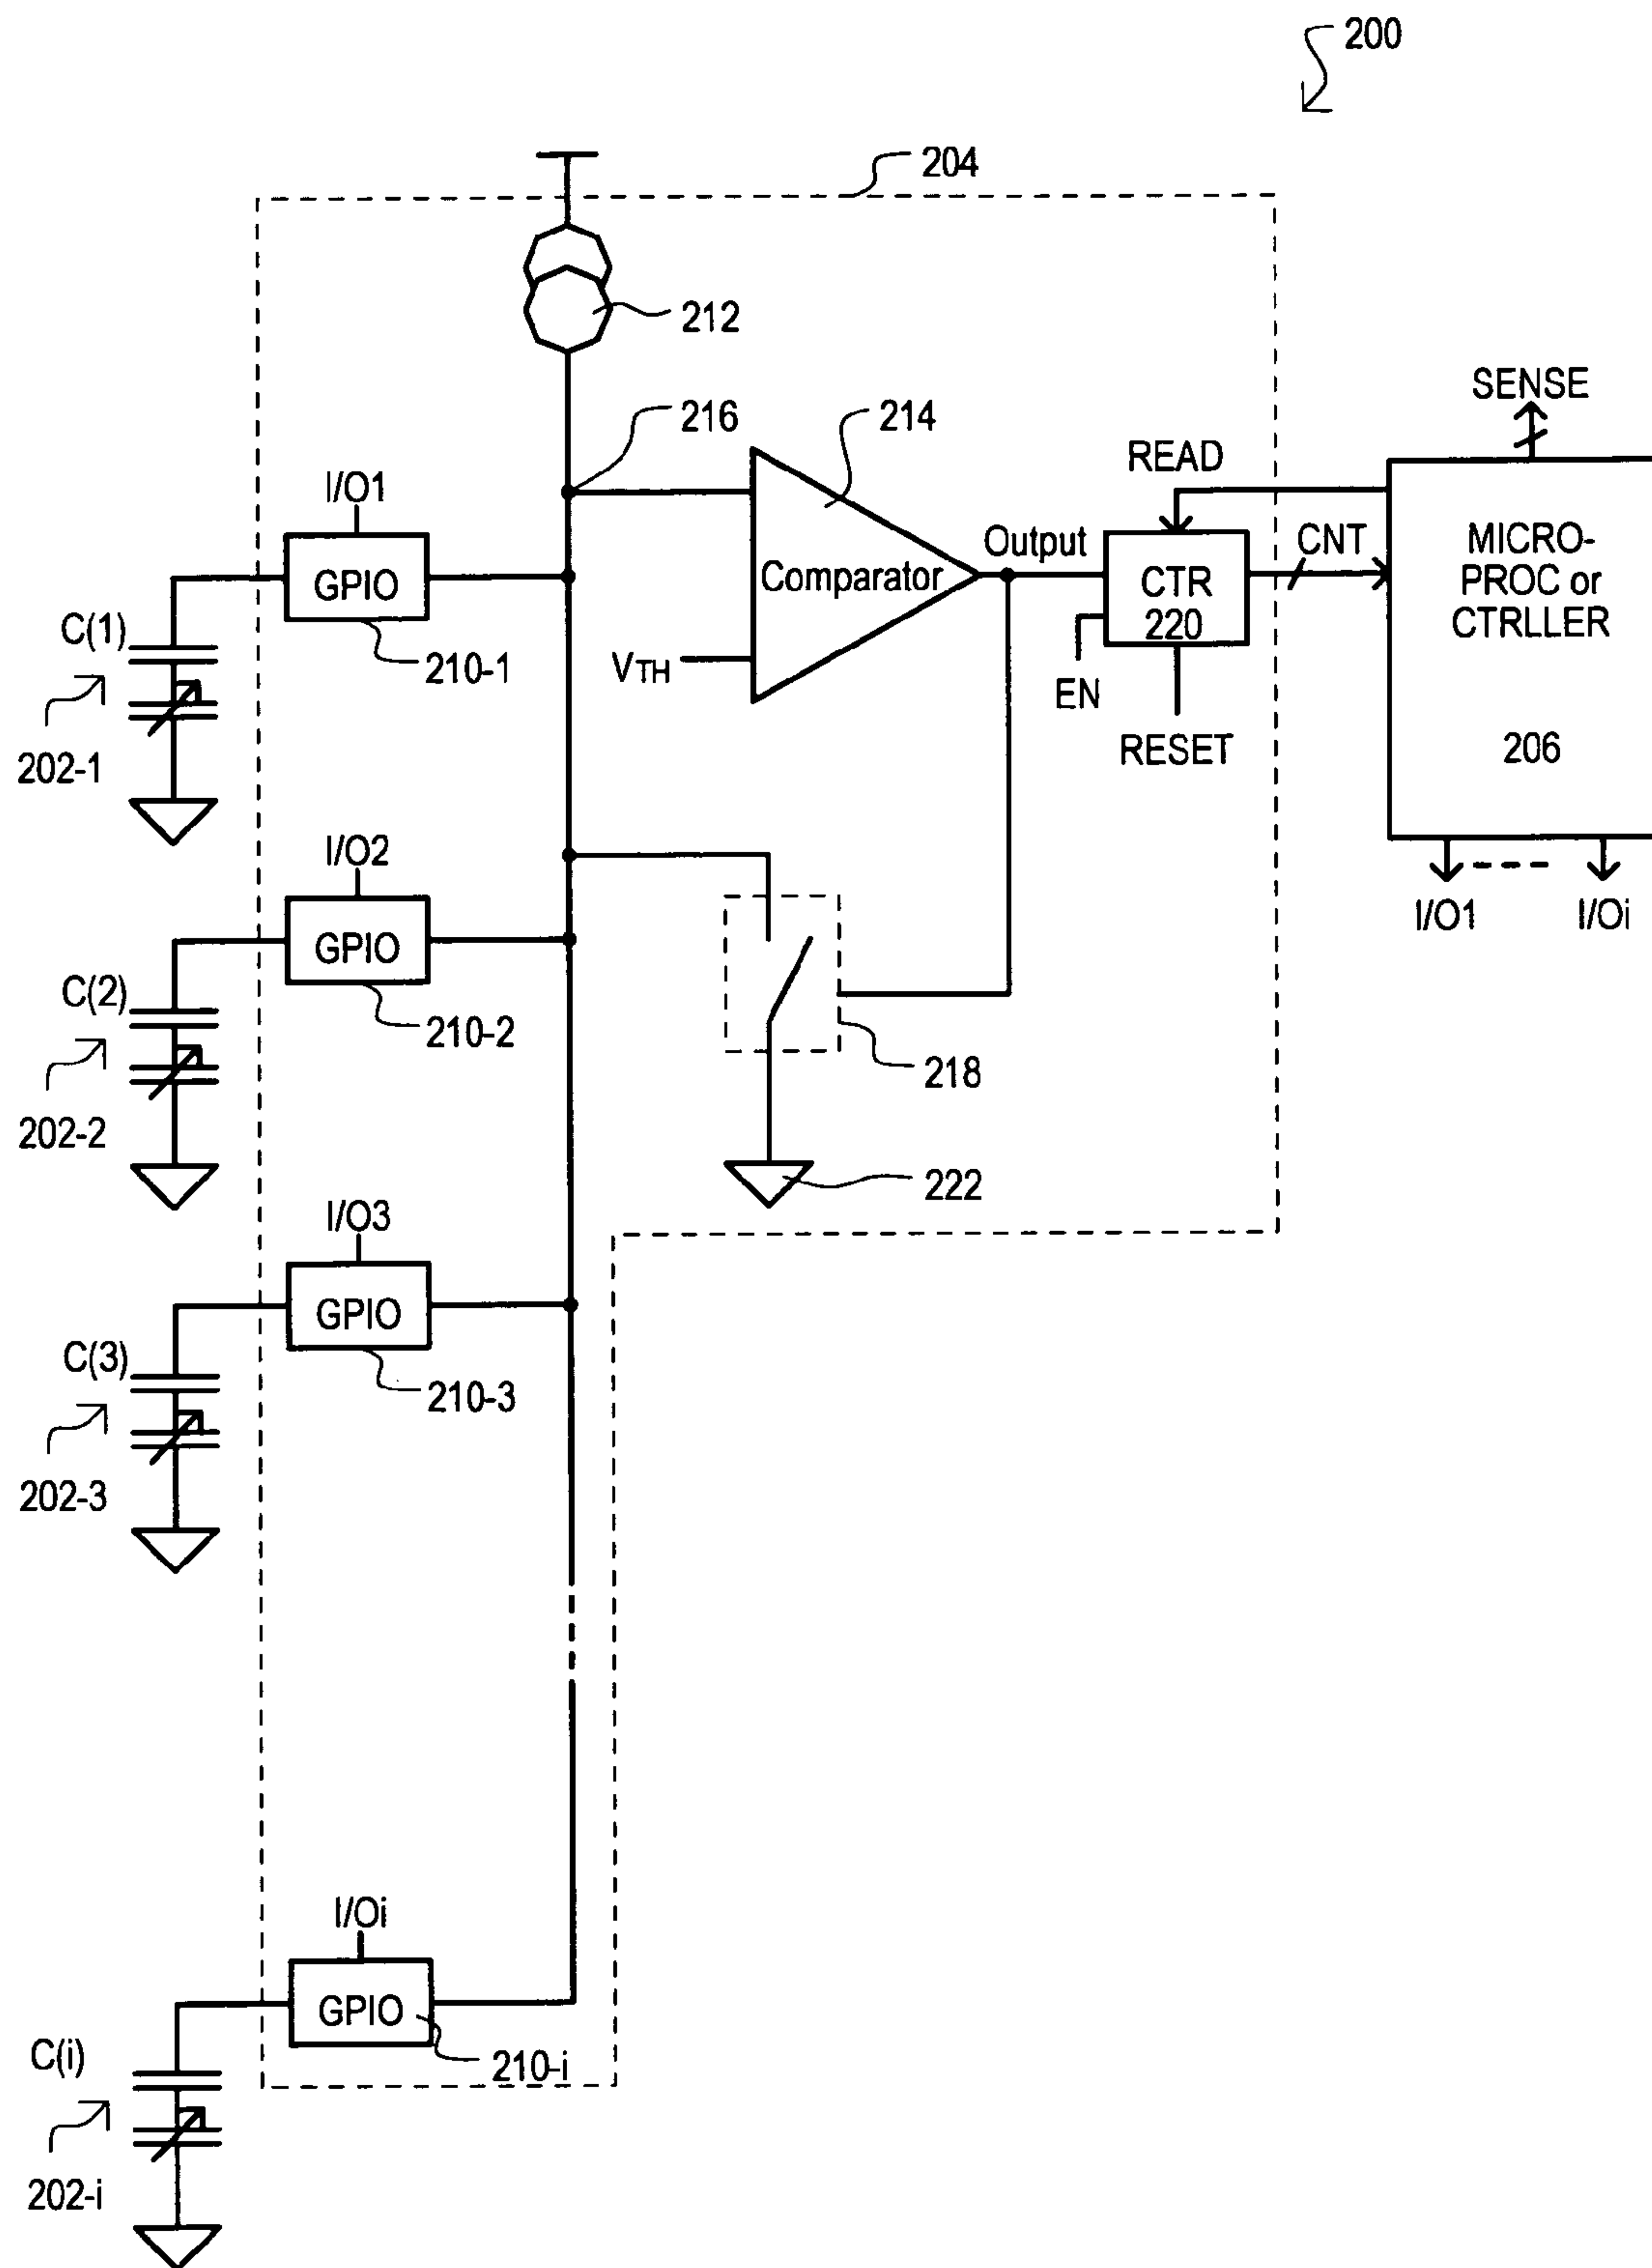 200
204
212
SENSE
216
214
READ
I/O1
Output
CNT
MICRO-
PROC or
CTRLLER
GPIO
Comparator
CTR
220
C(1)
210-1
VTH
EN
202-1
RESET
206
I/O2
I/O1
I/Oi
GPIO
C(2)
210-2
218
202-2
222
I/O3
GPIO
C(3)
210-3
202-3
I/Oi
GPIO
C(i)
210-i
202-i